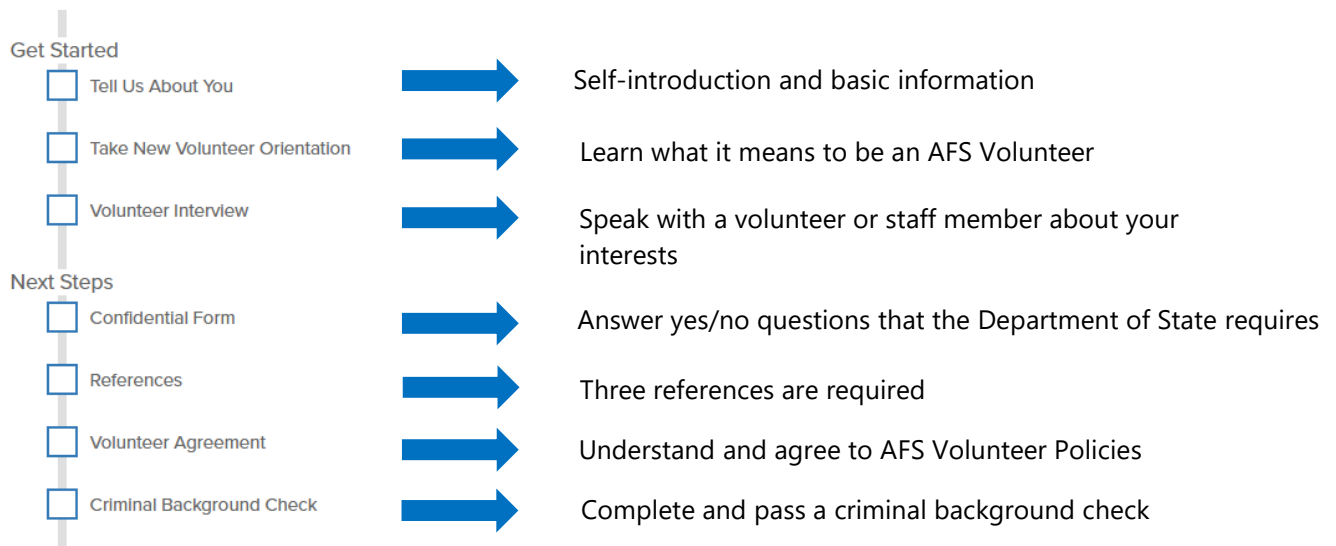 Get Started
Tell Us About You
Self-introduction and basic information
Take New Volunteer Orientation
Learn what it means to be an AFS Volunteer
Volunteer Interview
Speak with a volunteer or staff member about your
interests
Next Steps
Confidential Form
Answer yes/no questions that the Department of State requires
References
Three references are required
Volunteer Agreement
Understand and agree to AFS Volunteer Policies
Criminal Background Check
Complete and pass a criminal background check